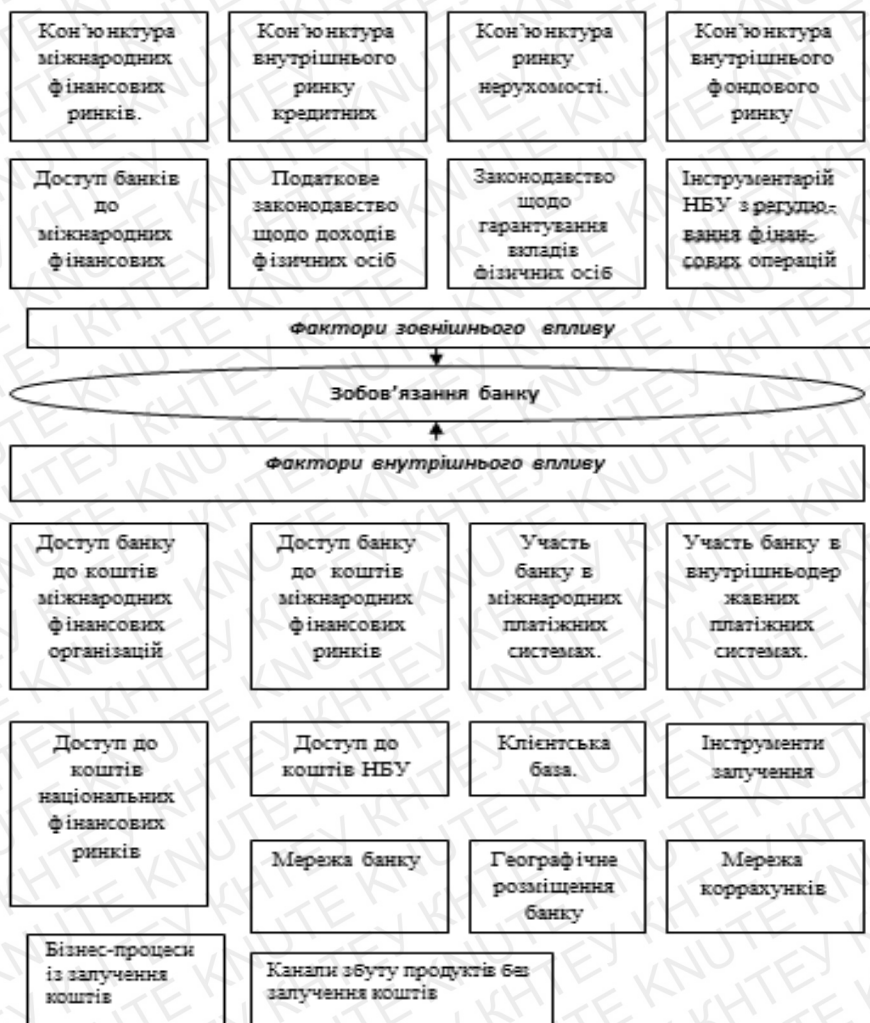 Кон’юнктура
міжнародних
фінансових
ринків.
Кон’юнктура
внутрішнього
ринку
кредитних
Кон’юнктура
ринку
нерухомості.
Кон’юнктура
внутрішнього
фондового
ринку
Доступ банків
до
міжнародних
фінансових
Податкове
законодавство
щодо доходів
фізичних осіб
Законодавство
щодо
гарантування
вкладів
фізичних осіб
Інструментарій
НБУ з регулю-
вання фінан-
сових операцій
Фактори зовнішнього впливу
Зобов’язання банку
Фактори внутрішнього впливу
Доступ банку
до коштів
міжнародних
фінансових
організацій
Доступ банку
до коштів
міжнародних
фінансових
ринків
Участь
банку в
міжнародних
платіжних
системах.
Участь банку в
внутрішньодер
жавних
платіжних
системах.
Доступ до
коштів
національних
фінансових
ринків
Доступ до
коштів НБУ
Клієнтська
база.
Інструменти
залучення
Мережа банку
Географічне
розміщення
банку
Мережа
коррахунків
Бізнес-процеси
із залучення
коштів
Канали збуту продуктів без
залучення коштів